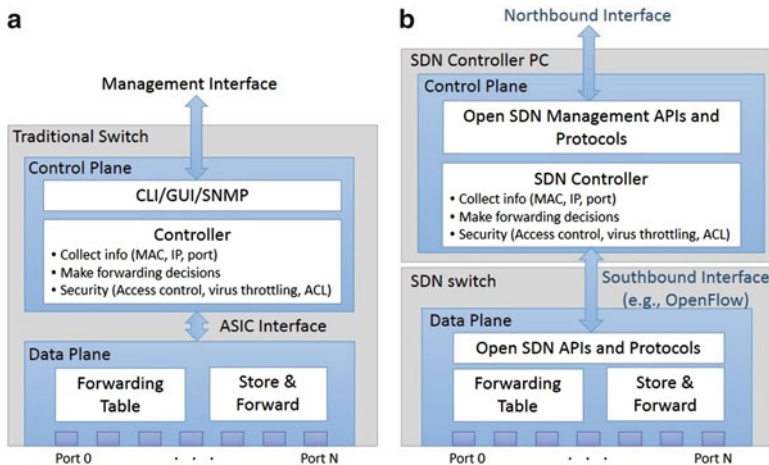 a
Management Interface
Traditional Switch
Control Plane
CLI/GUI/SNMP
Controller
• Collect info (MAC, IP, port)
• Make forwarding decisions
• Security (Access control, virus throttling, ACL)
ASIC Interface
Data Plane
Forwarding
Table
Store &
Forward
Port 0
. . .
Port N
b
Northbound Interface
SDN Controller PC
Control Plane
Open SDN Management APIs and
Protocols
SDN Controller
• Collect info (MAC, IP, port)
• Make forwarding decisions
• Security (Access control, virus throttling, ACL)
SDN switch
Southbound Interface
(e.g., OpenFlow)
Data Plane
Open SDN APIs and Protocols
Forwarding
Table
Store &
Forward
Port 0
. . .
Port N